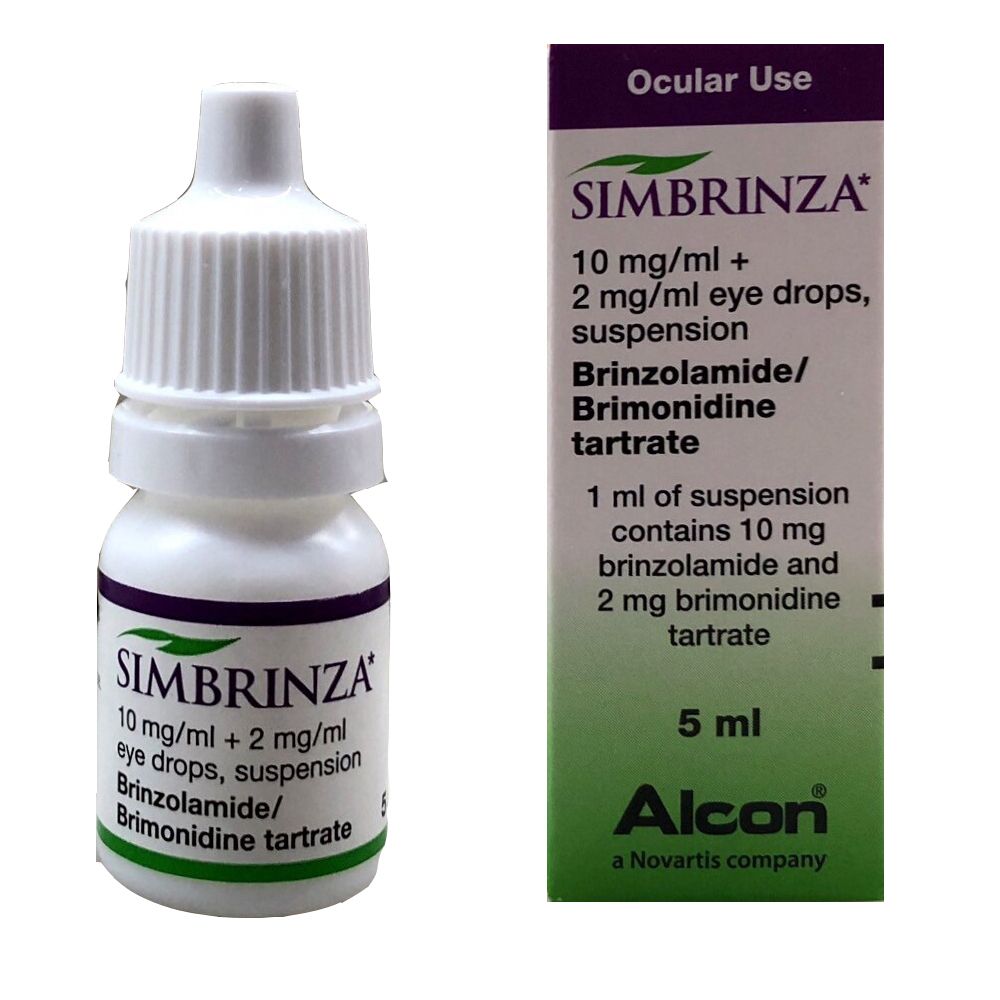 SIMBRINZA*
10 mg/ml + 2 mg/ml
eye drops, suspension
Brinzolamide/
Brimonidine tartrate
5
Ocular Use
SIMBRINZA*
10 mg/ml +
2 mg/ml eye drops,
suspension
Brinzolamide/
Brimonidine
tartrate
1 ml of suspension
contains 10 mg
brinzolamide and
2 mg brimonidine
tartrate
5 ml
Alcon®
a Novartis company